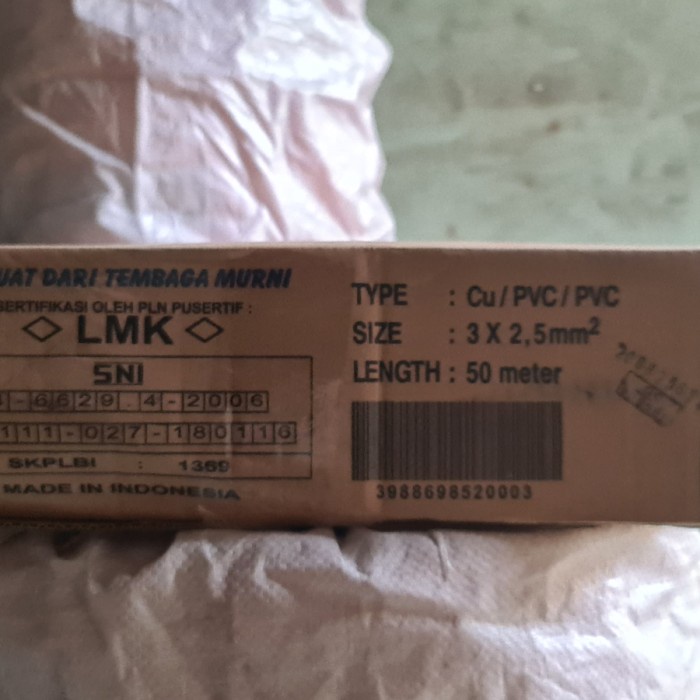 UAT DARI TEMBAGA MURNI
SERTIFIKASI OLEH PLN PUSERTIF :
LMK
SNI
-6629.4-2006
111-027-180116
SKPLBI : 1369
MADE IN INDONESIA
TYPE : Cu/PVC/PVC
SIZE : 3 X 2,5mm²
LENGTH : 50 meter
3988698520003